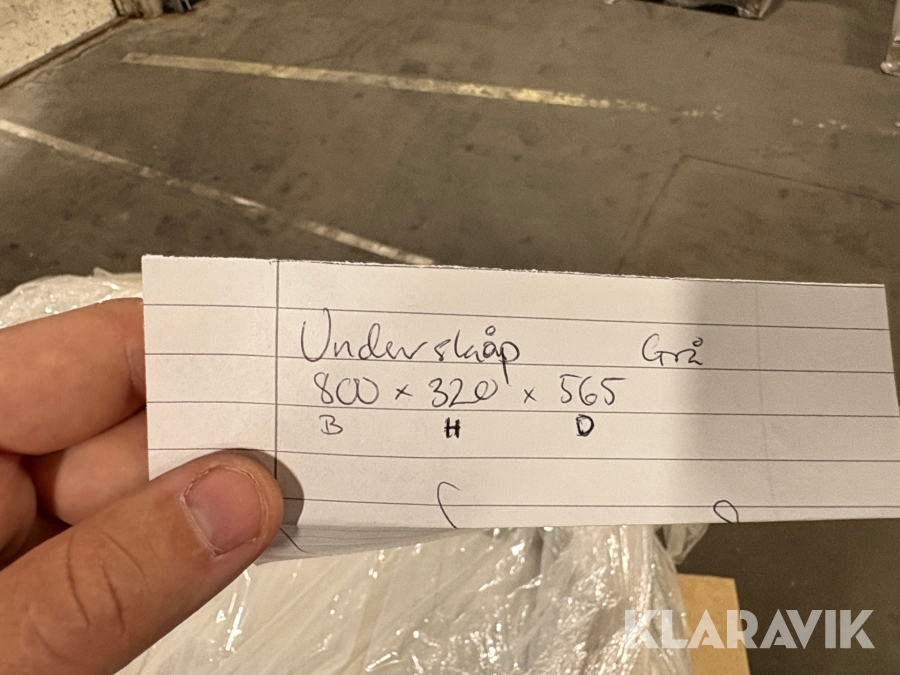 Underskåp Grå
800 x 320 x 565
B H D
KLARAVIK